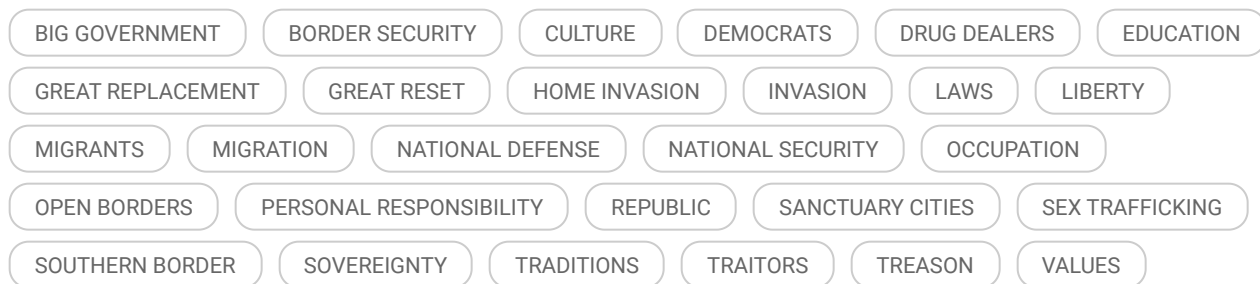 BIG GOVERNMENT BORDER SECURITY CULTURE DEMOCRATS DRUG DEALERS EDUCATION
GREAT REPLACEMENT GREAT RESET HOME INVASION INVASION LAWS LIBERTY
MIGRANTS MIGRATION NATIONAL DEFENSE NATIONAL SECURITY OCCUPATION
OPEN BORDERS PERSONAL RESPONSIBILITY REPUBLIC SANCTUARY CITIES SEX TRAFFICKING
SOUTHERN BORDER SOVEREIGNTY TRADITIONS TRAITORS TREASON VALUES